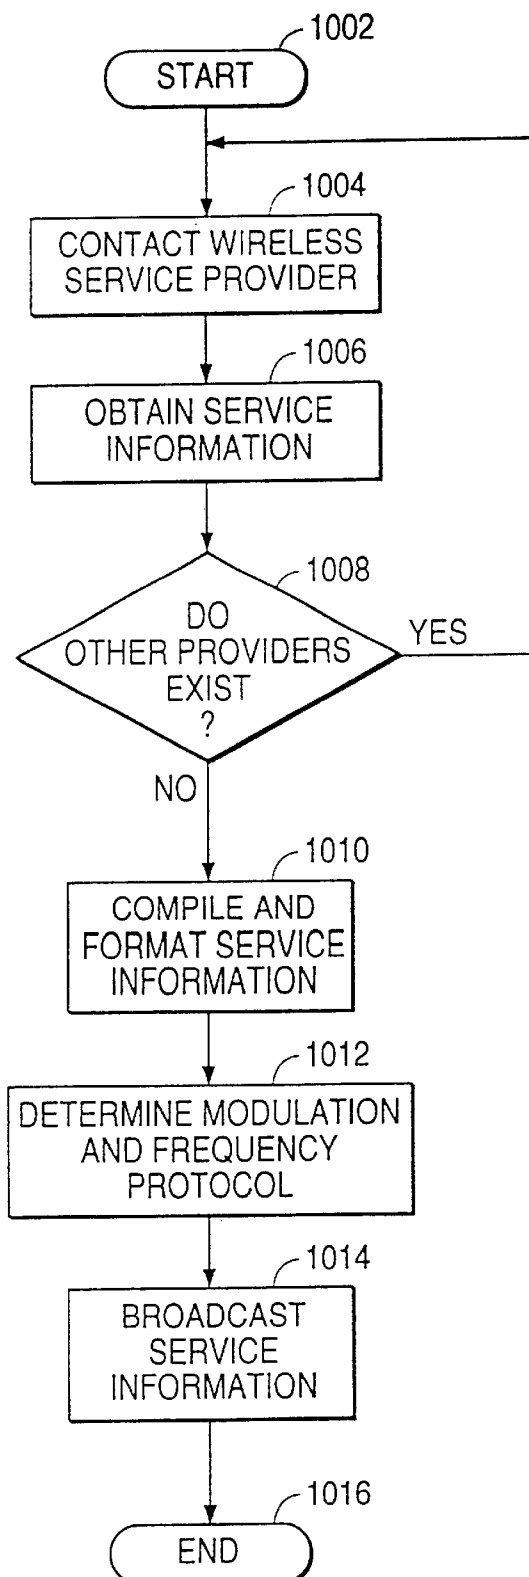 1002
START
1004
CONTACT WIRELESS
SERVICE PROVIDER
1006
OBTAIN SERVICE
INFORMATION
1008
DO
OTHER PROVIDERS
EXIST
?
YES
NO
1010
COMPILE AND
FORMAT SERVICE
INFORMATION
1012
DETERMINE MODULATION
AND FREQUENCY
PROTOCOL
1014
BROADCAST
SERVICE
INFORMATION
1016
END